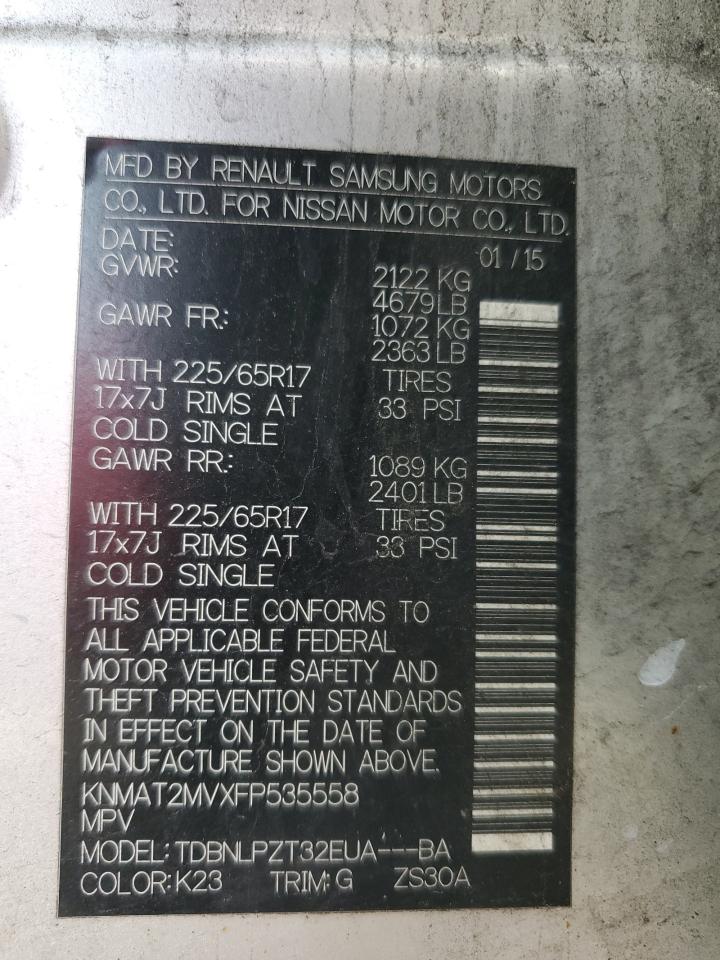 MFD BY RENAULT SAMSUNG MOTORS
CO., LTD. FOR NISSAN MOTOR CO., LTD.
DATE: 01 / 15
GVWR: 2122 KG
4679 LB
GAWR FR.: 1072 KG
2363 LB
WITH 225/65R17 TIRES
17x7J RIMS AT 33 PSI
COLD SINGLE
GAWR RR.: 1089 KG
2401 LB
WITH 225/65R17 TIRES
17x7J RIMS AT 33 PSI
COLD SINGLE
THIS VEHICLE CONFORMS TO
ALL APPLICABLE FEDERAL
MOTOR VEHICLE SAFETY AND
THEFT PREVENTION STANDARDS
IN EFFECT ON THE DATE OF
MANUFACTURE SHOWN ABOVE.
KNMAT2MVXFP535558
MPV
MODEL: TDBNLPZT32EUA---BA
COLOR: K23 TRIM: G ZS30A